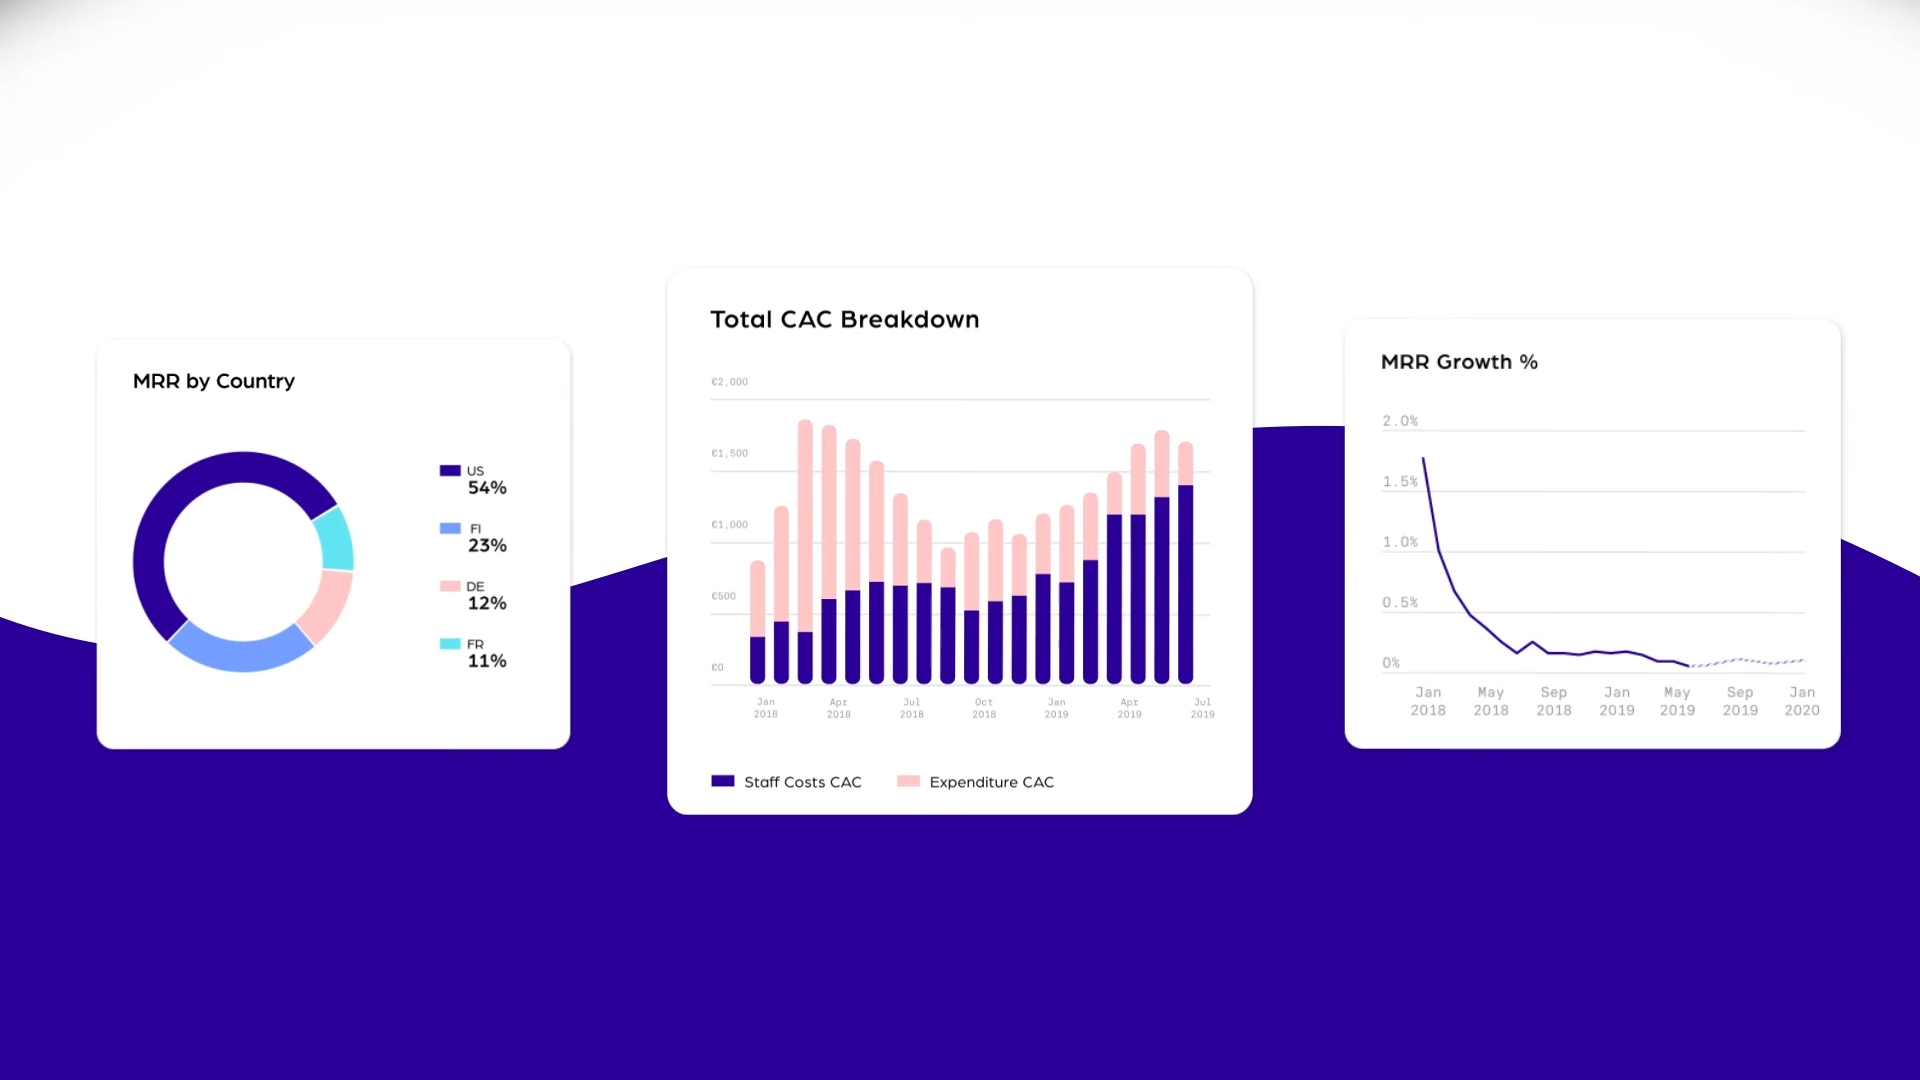 MRR by Country
US
54%
FI
23%
DE
12%
FR
11%
Total CAC Breakdown
€2,000
€1,500
€1,000
€500
€0
Jan Apr Jul Oct Jan Apr Jul
2018 2018 2018 2018 2019 2019 2019
Staff Costs CAC Expenditure CAC
MRR Growth %
2.0%
1.5%
1.0%
0.5%
0%
Jan May Sep Jan May Sep Jan
2018 2018 2018 2019 2019 2019 2020